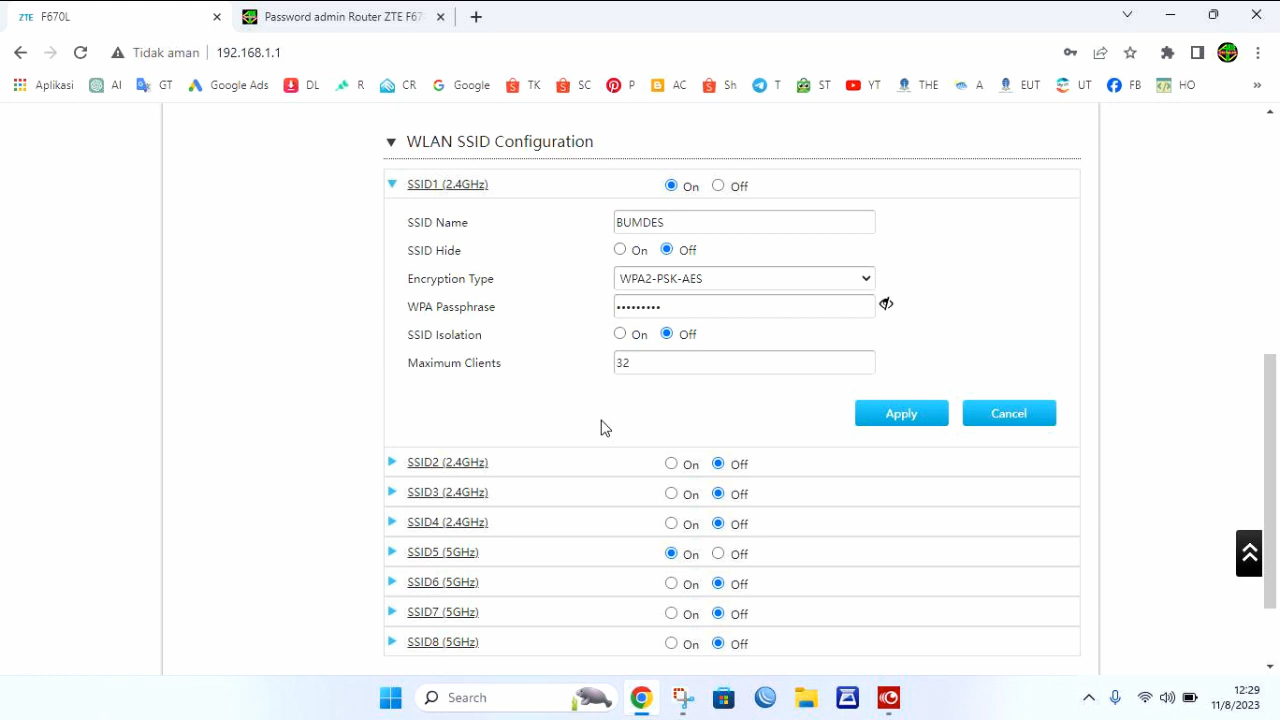 ZTE F670L
Password admin Router ZTE F67
Tidak aman 192.168.1.1
Aplikasi AI GT Google Ads DL R CR Google TK SC P AC Sh T ST YT THE A EUT UT FB HO »
WLAN SSID Configuration
SSID1 (2.4GHz) On Off
SSID Name BUMDES
SSID Hide On Off
Encryption Type WPA2-PSK-AES
WPA Passphrase •••••••••
SSID Isolation On Off
Maximum Clients 32
Apply Cancel
SSID2 (2.4GHz) On Off
SSID3 (2.4GHz) On Off
SSID4 (2.4GHz) On Off
SSID5 (5GHz) On Off
SSID6 (5GHz) On Off
SSID7 (5GHz) On Off
SSID8 (5GHz) On Off
Search
12:29
11/8/2023